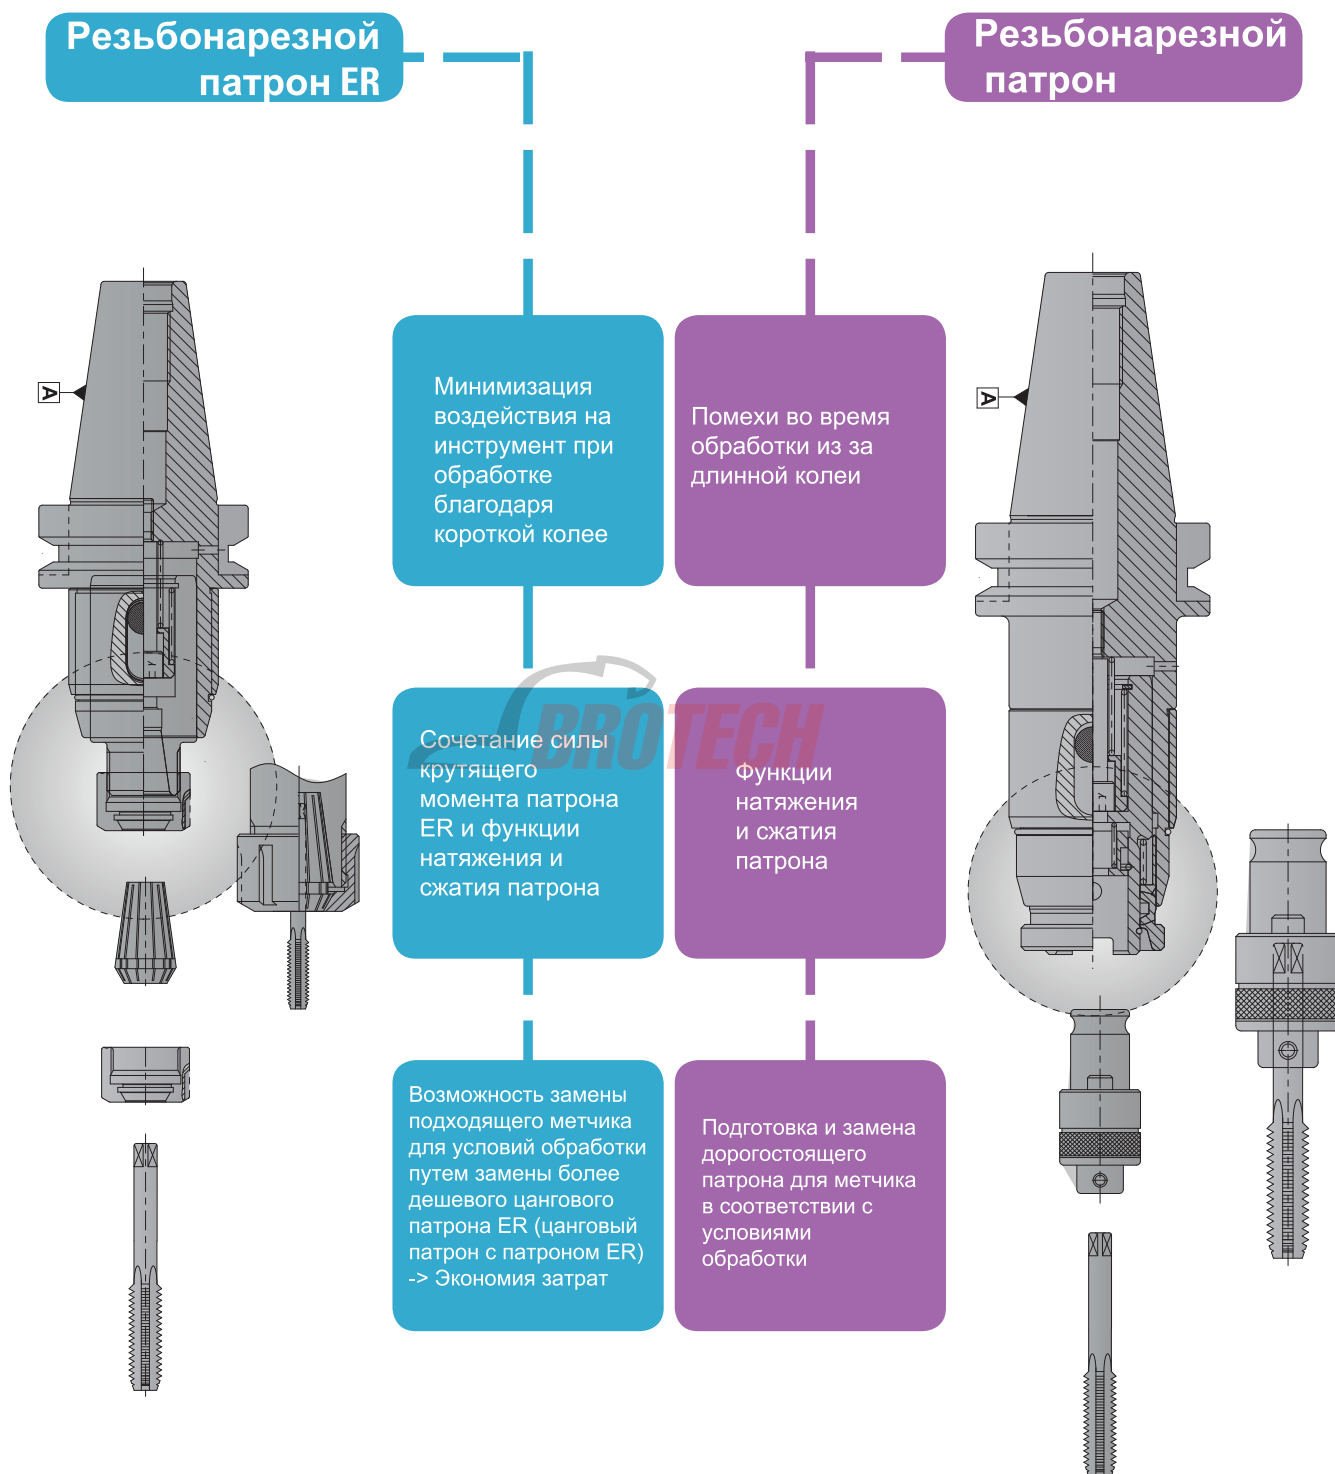 Резьбонарезной
патрон ER
Резьбонарезной
патрон
Минимизация
воздействия на
инструмент при
обработке
благодаря
короткой колее
Помехи во время
обработки из за
длинной колеи
A
A
BROTECH
Сочетание силы
крутящего
момента патрона
ER и функции
натяжения и
сжатия патрона
Функции
натяжения
и сжатия
патрона
Возможность замены
подходящего метчика
для условий обработки
путем замены более
дешевого цангового
патрона ER (цанговый
патрон с патроном ER)
-> Экономия затрат
Подготовка и замена
дорогостоящего
патрона для метчика
в соответствии с
условиями
обработки